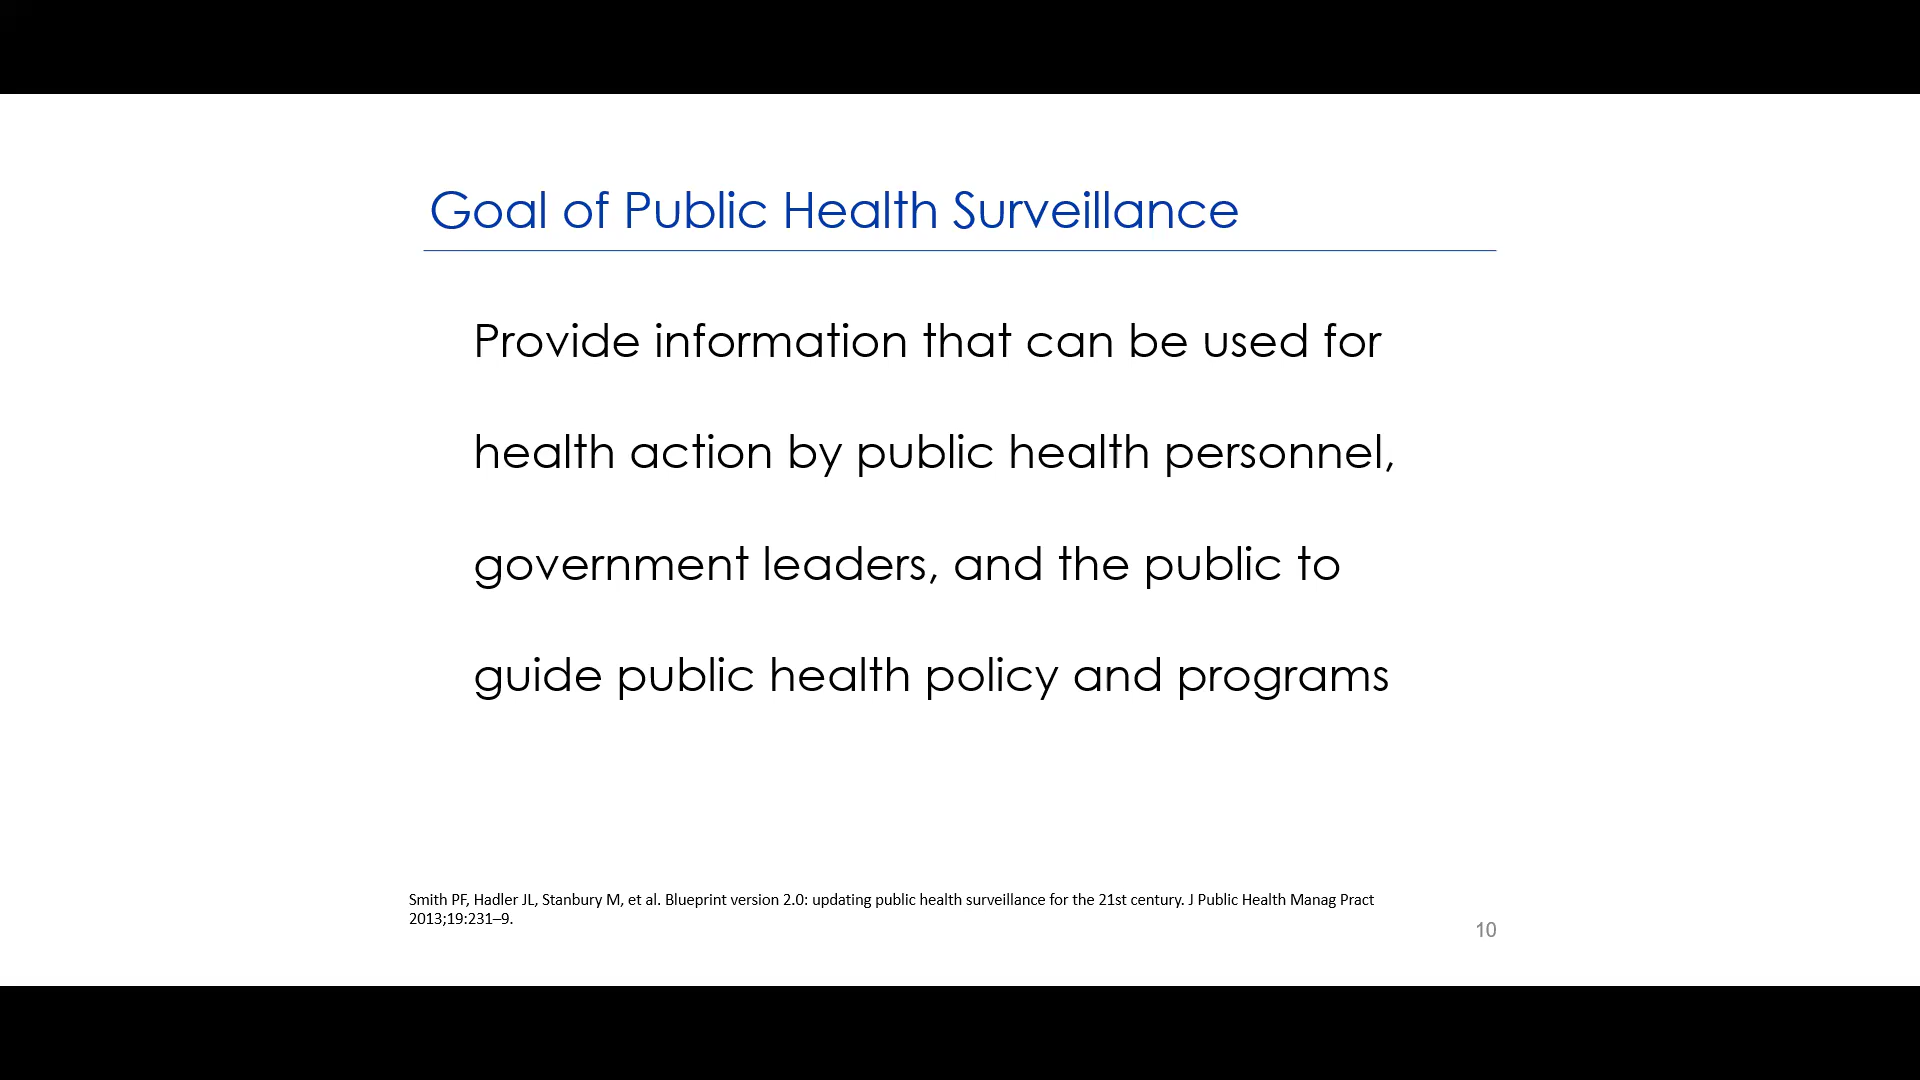 Goal of Public Health Surveillance
Provide information that can be used for
health action by public health personnel,
government leaders, and the public to
guide public health policy and programs
Smith PF, Hadler JL, Stanbury M, et al. Blueprint version 2.0: updating public health surveillance for the 21st century. J Public Health Manag Pract
2013;19:231–9.
10